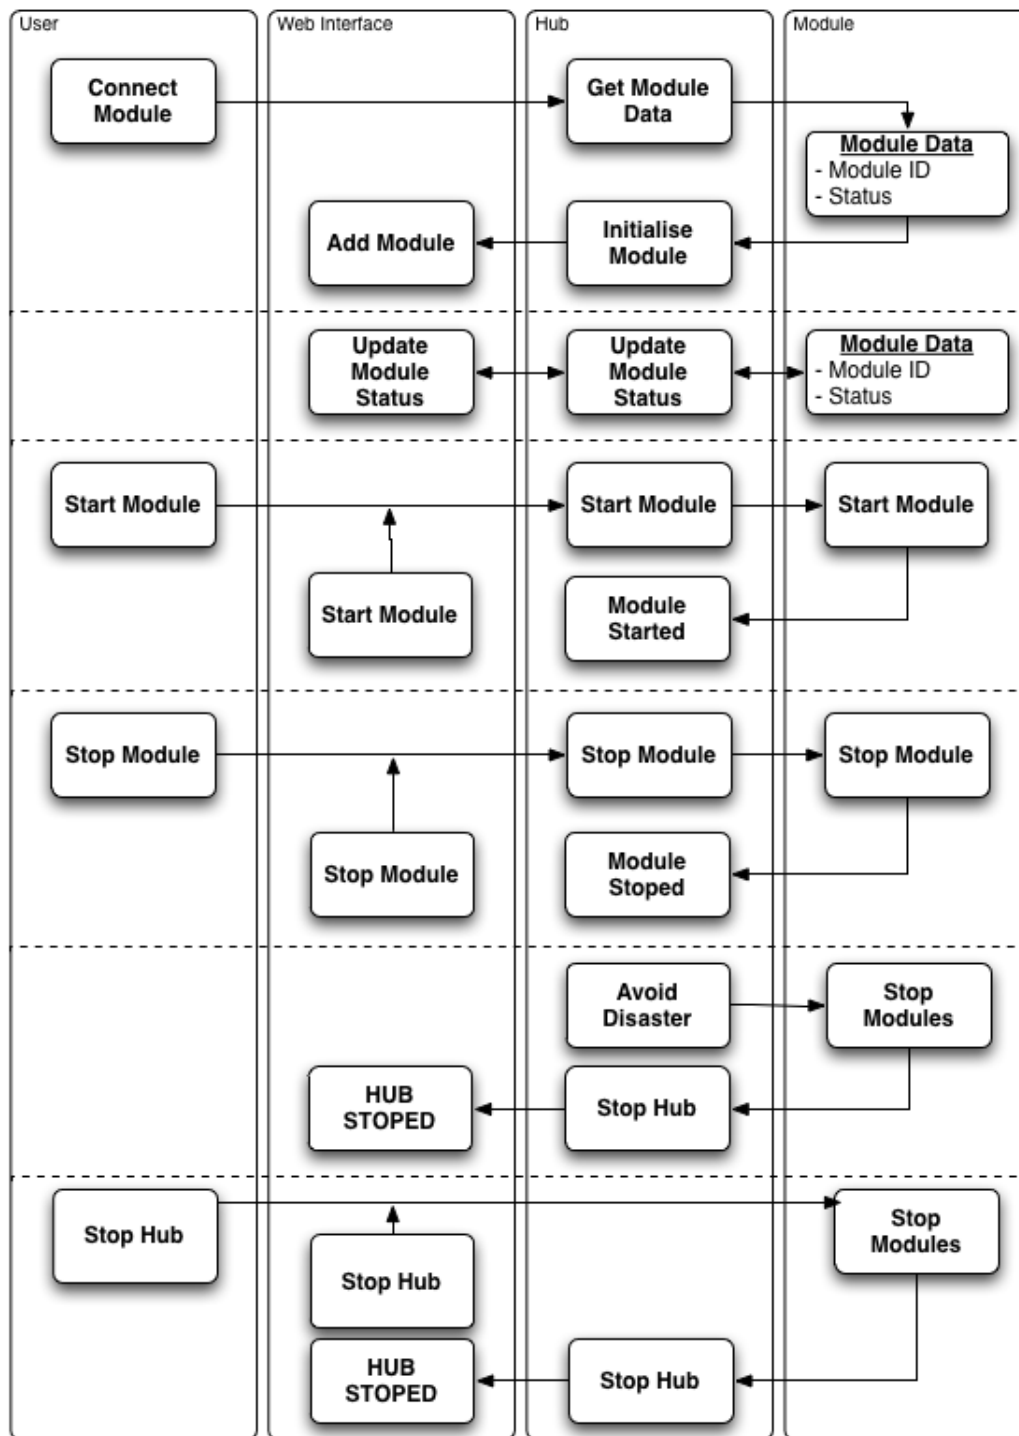 User
Web Interface
Hub
Module
Connect
Module
Get Module
Data
Module Data
- Module ID
- Status
Add Module
Initialise
Module
Update
Module
Status
Update
Module
Status
Module Data
- Module ID
- Status
Start Module
Start Module
Start Module
Start Module
Module
Started
Stop Module
Stop Module
Stop Module
Stop Module
Module
Stoped
Avoid
Disaster
Stop
Modules
HUB
STOPED
Stop Hub
Stop Hub
Stop
Modules
Stop Hub
HUB
STOPED
Stop Hub